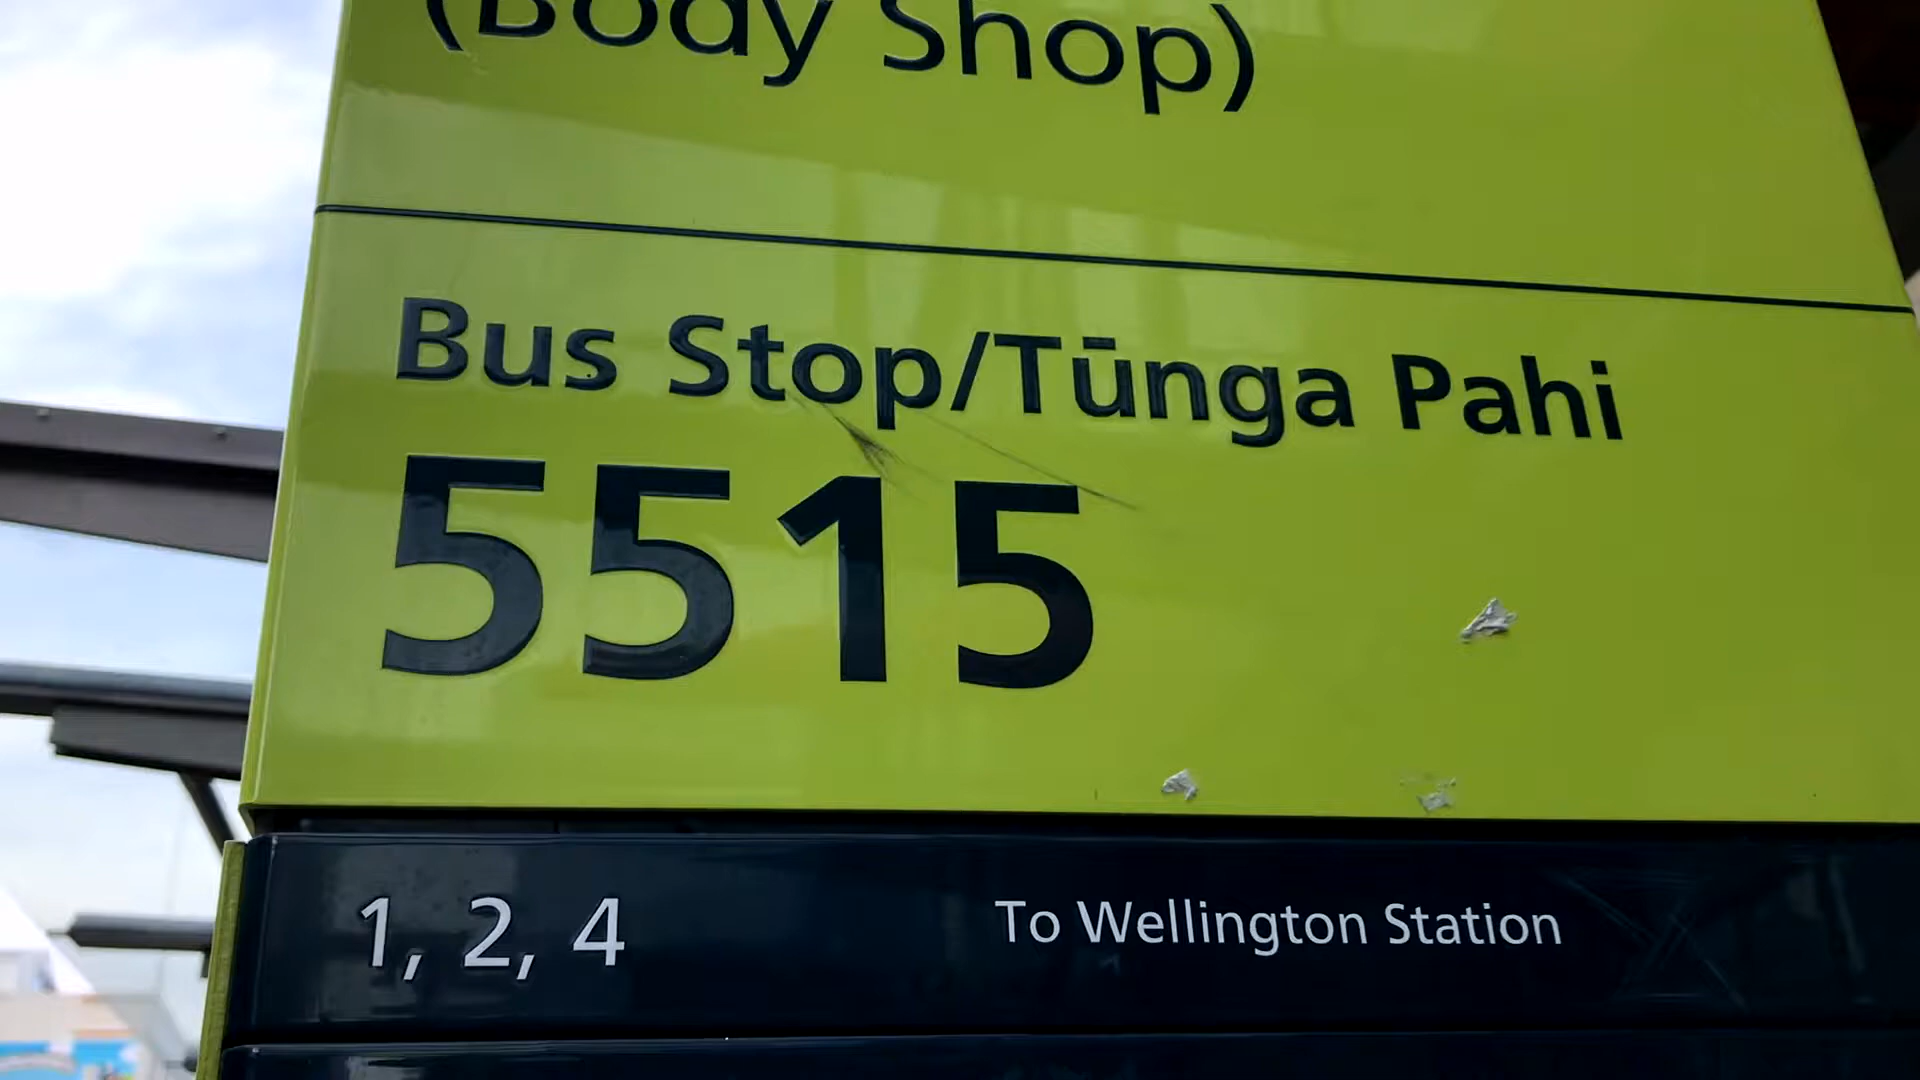 (Body Shop)
Bus Stop/Tūnga Pahi
5515
1, 2, 4 To Wellington Station